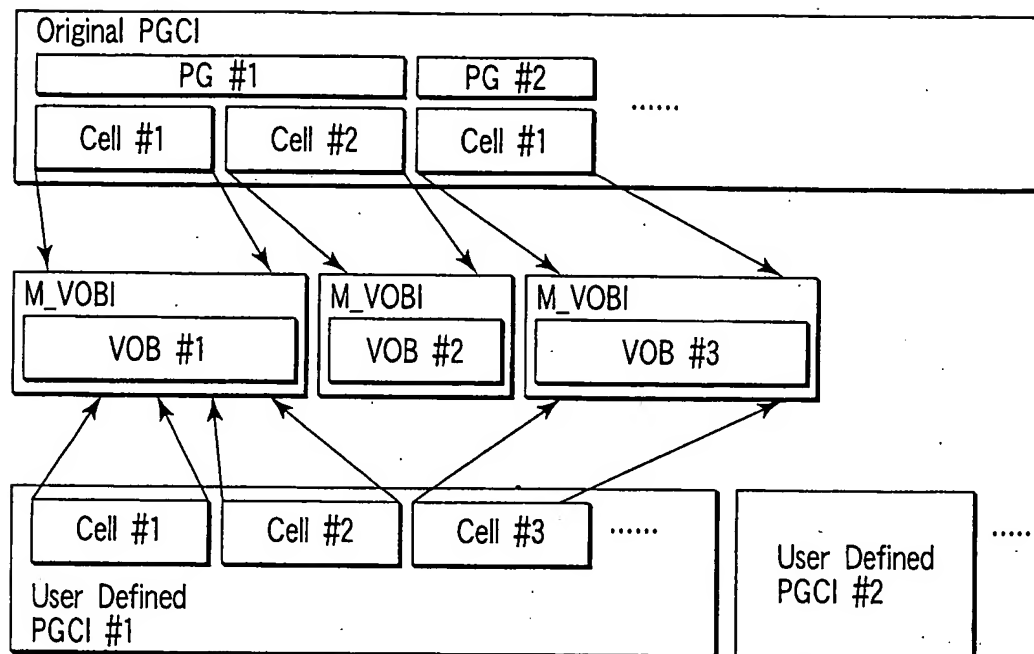 Original PGCI
PG #1
PG #2
......
Cell #1
Cell #2
Cell #1
M_VOBI
M_VOBI
M_VOBI
VOB #1
VOB #2
VOB #3
Cell #1
Cell #2
Cell #3
......
User Defined
PGCI #1
User Defined
PGCI #2
.....